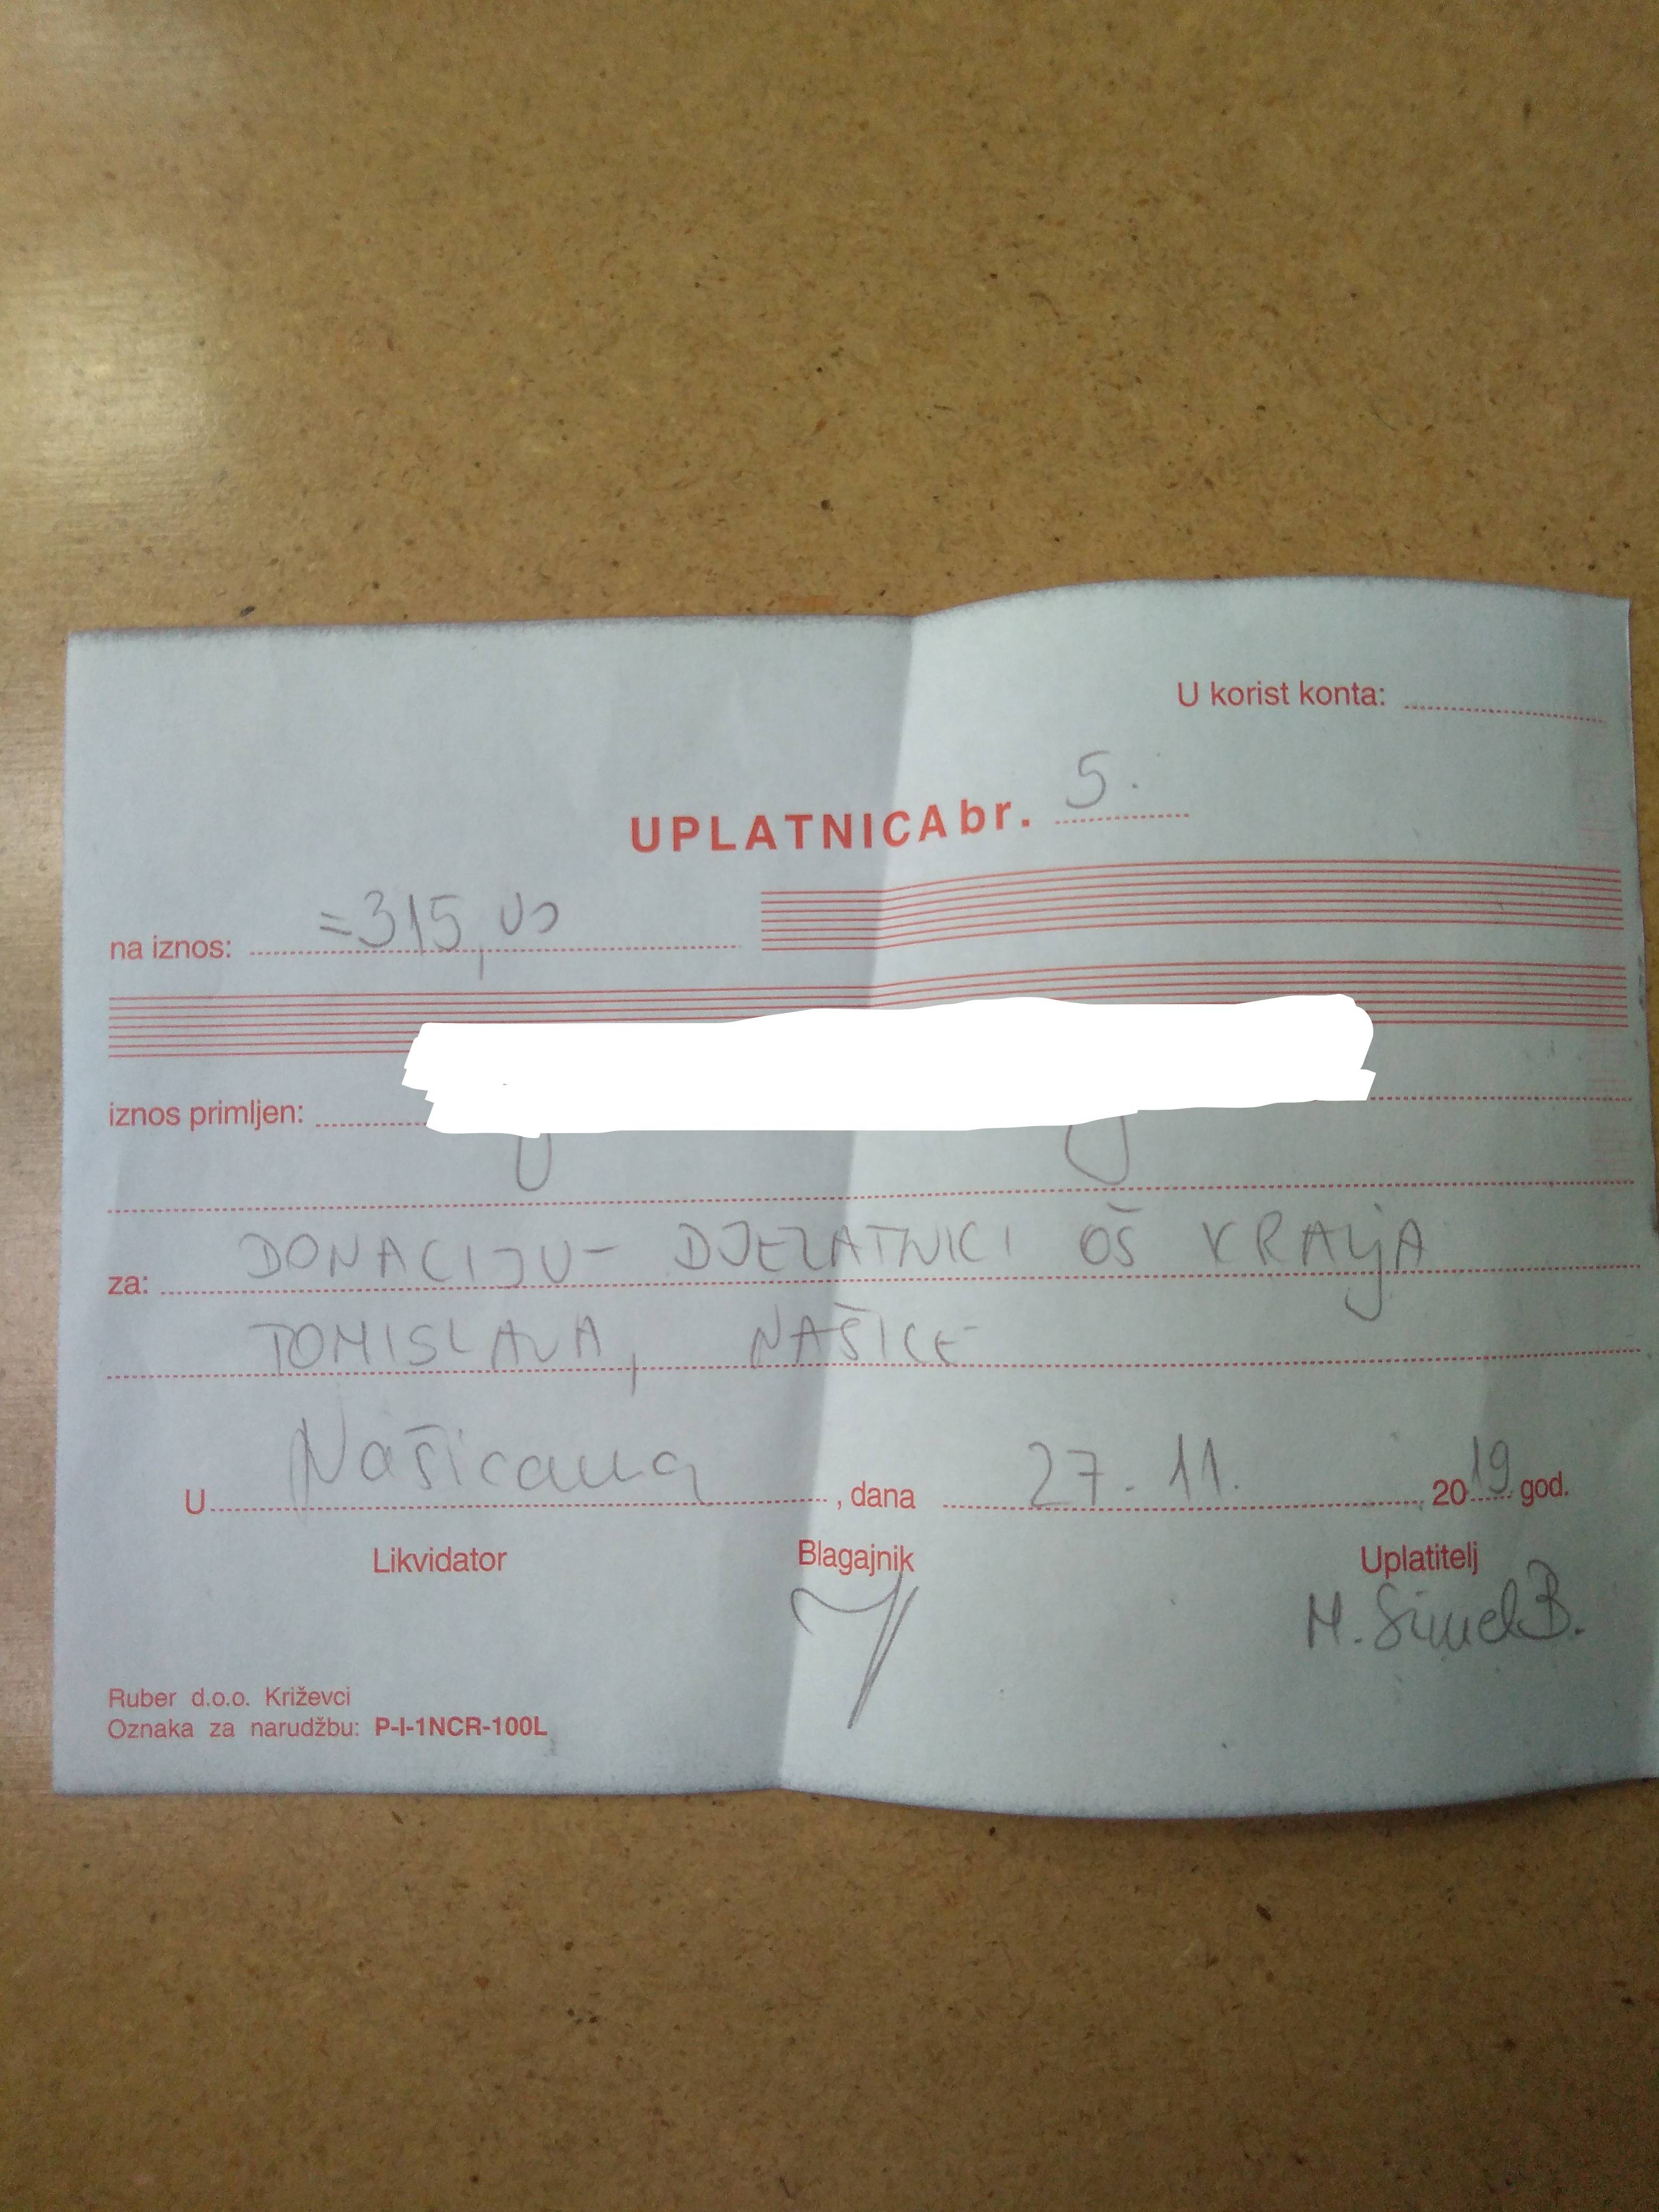 U korist konta:
UPLATNICA br. 5.
na iznos: =315,00
iznos primljen:
za: DONACIJU - DJELATNICI OŠ KRALJA
TOMISLAVA, NAŠICE
U Našicama, dana 27. 11. 2019 god.
Likvidator Blagajnik Uplatitelj
M. B.
Ruber d.o.o. Križevci
Oznaka za narudžbu: P-I-1NCR-100L